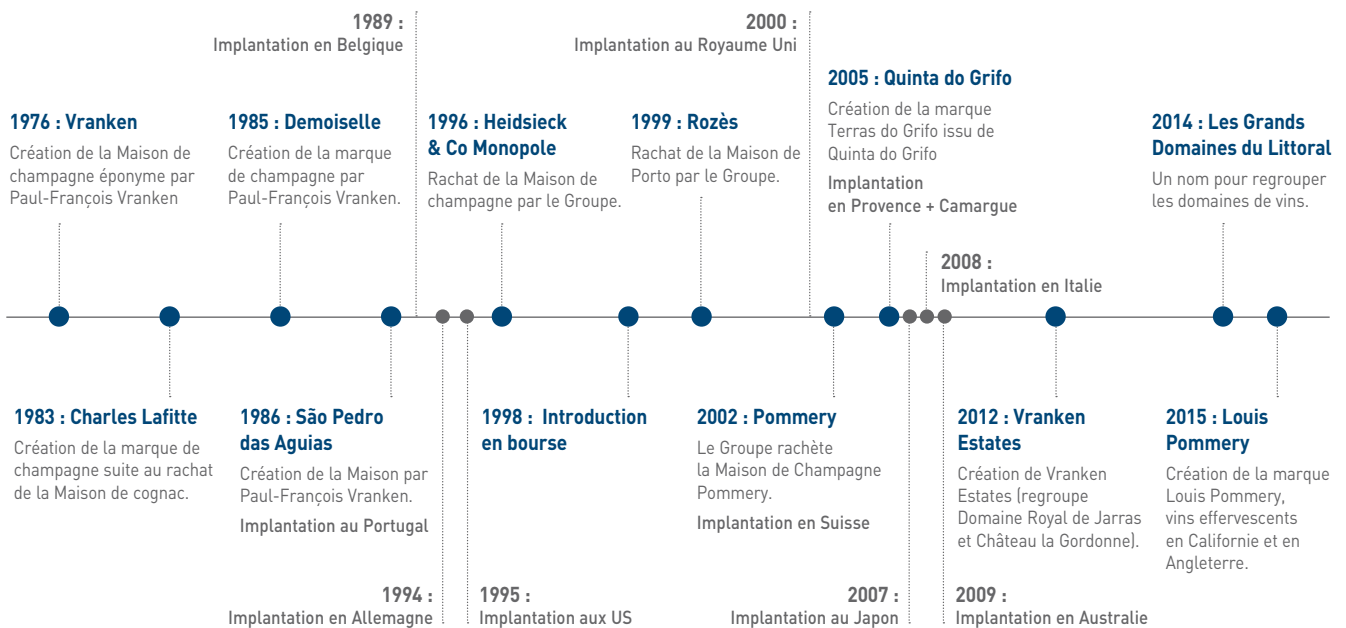 1989 :
Implantation en Belgique
2000 :
Implantation au Royaume Uni
1976 : Vranken
Création de la Maison de
champagne éponyme par
Paul-François Vranken
1985 : Demoiselle
Création de la marque
de champagne par
Paul-François Vranken.
1996 : Heidsieck
& Co Monopole
Rachat de la Maison de
champagne par le Groupe.
1999 : Rozès
Rachat de la Maison de
Porto par le Groupe.
2005 : Quinta do Grifo
Création de la marque
Terras do Grifo issu de
Quinta do Grifo
Implantation
en Provence + Camargue
2008 :
Implantation en Italie
2014 : Les Grands
Domaines du Littoral
Un nom pour regrouper
les domaines de vins.
1983 : Charles Lafitte
Création de la marque de
champagne suite au rachat
de la Maison de cognac.
1986 : São Pedro
das Aguias
Création de la Maison par
Paul-François Vranken.
Implantation au Portugal
1994 :
Implantation en Allemagne
1995 :
Implantation aux US
1998 : Introduction
en bourse
2002 : Pommery
Le Groupe rachète
la Maison de Champagne
Pommery.
Implantation en Suisse
2007 :
Implantation au Japon
2009 :
Implantation en Australie
2012 : Vranken
Estates
Création de Vranken
Estates (regroupe
Domaine Royal de Jarras
et Château la Gordonne).
2015 : Louis
Pommery
Création de la marque
Louis Pommery,
vins effervescents
en Californie et en
Angleterre.